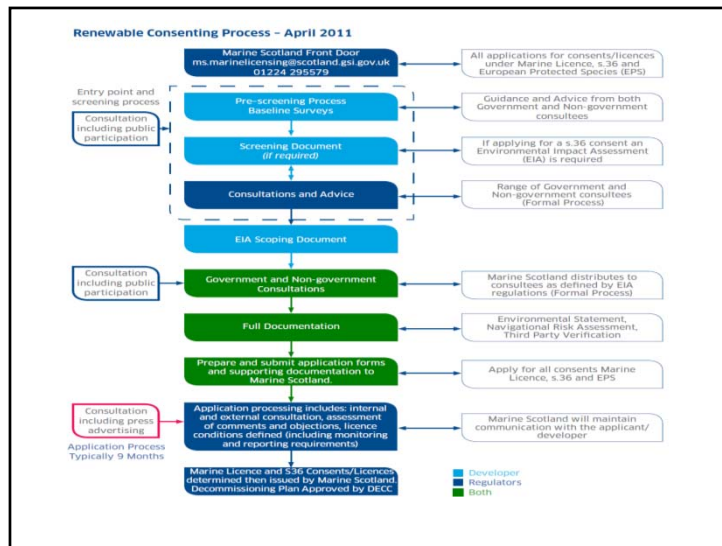 Renewable Consenting Process – April 2011
Marine Scotland Front Door
ms.marinelicensing@scotland.gsi.gov.uk
01224 295579
All applications for consents/licences
under Marine Licence, s.36 and
European Protected Species (EPS)
Entry point and
screening process
Consultation
including public
participation
Pre-screening Process
Baseline Surveys
Guidance and Advice from both
Government and Non-government
consultees
Screening Document
(if required)
If applying for a s.36 consent an
Environmental Impact Assessment
(EIA) is required
Consultations and Advice
Range of Government and
Non-government consultees
(Formal Process)
EIA Scoping Document
Consultation
including public
participation
Government and Non-government
Consultations
Marine Scotland distributes to
consultees as defined by EIA
regulations (Formal Process)
Full Documentation
Environmental Statement,
Navigational Risk Assessment,
Third Party Verification
Prepare and submit application forms
and supporting documentation to
Marine Scotland.
Apply for all consents Marine
Licence, s.36 and EPS
Consultation
including press
advertising
Application Process
Typically 9 Months
Application processing includes: internal
and external consultation, assessment
of comments and objections, licence
conditions defined (including monitoring
and reporting requirements)
Marine Scotland will maintain
communication with the applicant/
developer
Marine Licence and S36 Consents/Licences
determined then issued by Marine Scotland.
Decommissioning Plan Approved by DECC
Developer
Regulators
Both